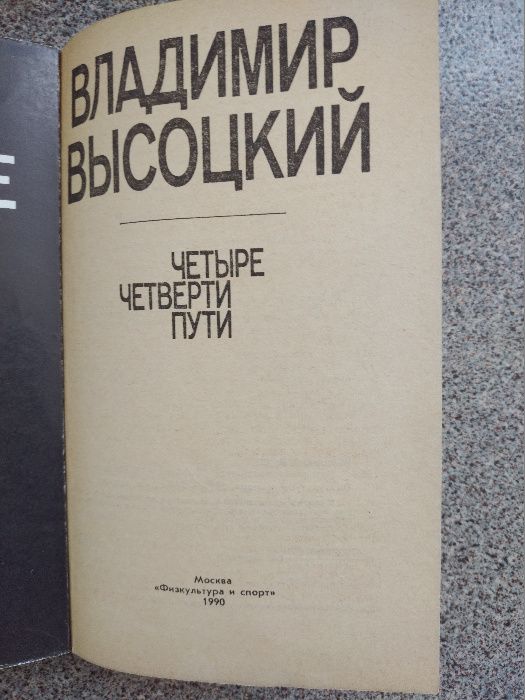 Е
ВЛАДИМИР
ВЫСОЦКИЙ
ЧЕТЫРЕ
ЧЕТВЕРТИ
ПУТИ
Москва
«Физкультура и спорт»
1990